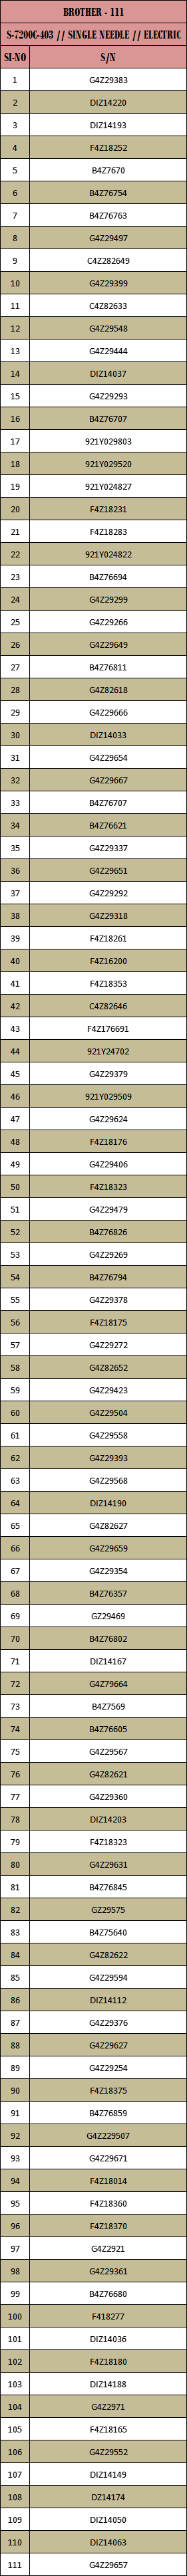 BROTHER - 111
S-7200C-403 // SINGLE NEEDLE // ELECTRIC
SI-NO S/N
1 G4Z29383
2 DIZ14220
3 DIZ14193
4 F4Z18252
5 B4Z7670
6 B4Z76754
7 B4Z76763
8 G4Z29497
9 C4Z282649
10 G4Z29399
11 C4Z82633
12 G4Z29548
13 G4Z29444
14 DIZ14037
15 G4Z29293
16 B4Z76707
17 921Y029803
18 921Y029520
19 921Y024827
20 F4Z18231
21 F4Z18283
22 921Y024822
23 B4Z76694
24 G4Z29299
25 G4Z29266
26 G4Z29649
27 B4Z76811
28 G4Z82618
29 G4Z29666
30 DIZ14033
31 G4Z29654
32 G4Z29667
33 B4Z76707
34 B4Z76621
35 G4Z29337
36 G4Z29651
37 G4Z29292
38 G4Z29318
39 F4Z18261
40 F4Z16200
41 F4Z18353
42 C4Z82646
43 F4Z176691
44 921Y24702
45 G4Z29379
46 921Y029509
47 G4Z29624
48 F4Z18176
49 G4Z29406
50 F4Z18323
51 G4Z29479
52 B4Z76826
53 G4Z29269
54 B4Z76794
55 G4Z29378
56 F4Z18175
57 G4Z29272
58 G4Z82652
59 G4Z29423
60 G4Z29504
61 G4Z29558
62 G4Z29393
63 G4Z29568
64 DIZ14190
65 G4Z82627
66 G4Z29659
67 G4Z29354
68 B4Z76357
69 GZ29469
70 B4Z76802
71 DIZ14167
72 G4Z79664
73 B4Z7569
74 B4Z76605
75 G4Z29567
76 G4Z82621
77 G4Z29360
78 DIZ14203
79 F4Z18323
80 G4Z29631
81 B4Z76845
82 GZ29575
83 B4Z75640
84 G4Z82622
85 G4Z29594
86 DIZ14112
87 G4Z29376
88 G4Z29627
89 G4Z29254
90 F4Z18375
91 B4Z76859
92 G4Z229507
93 G4Z29671
94 F4Z18014
95 F4Z18360
96 F4Z18370
97 G4Z2921
98 G4Z29361
99 B4Z76680
100 F418277
101 DIZ14036
102 F4Z18180
103 DIZ14188
104 G4Z2971
105 F4Z18165
106 G4Z29552
107 DIZ14149
108 DZ14174
109 DIZ14050
110 DIZ14063
111 G4Z29657